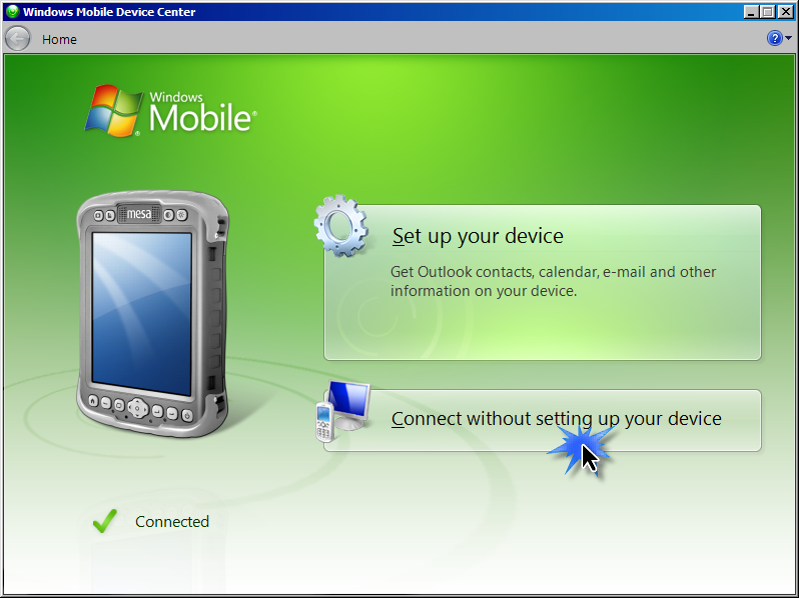 Windows Mobile Device Center
Home
?
Windows®
Mobile®
mesa
Set up your device
Get Outlook contacts, calendar, e-mail and other
information on your device.
Connect without setting up your device
Connected